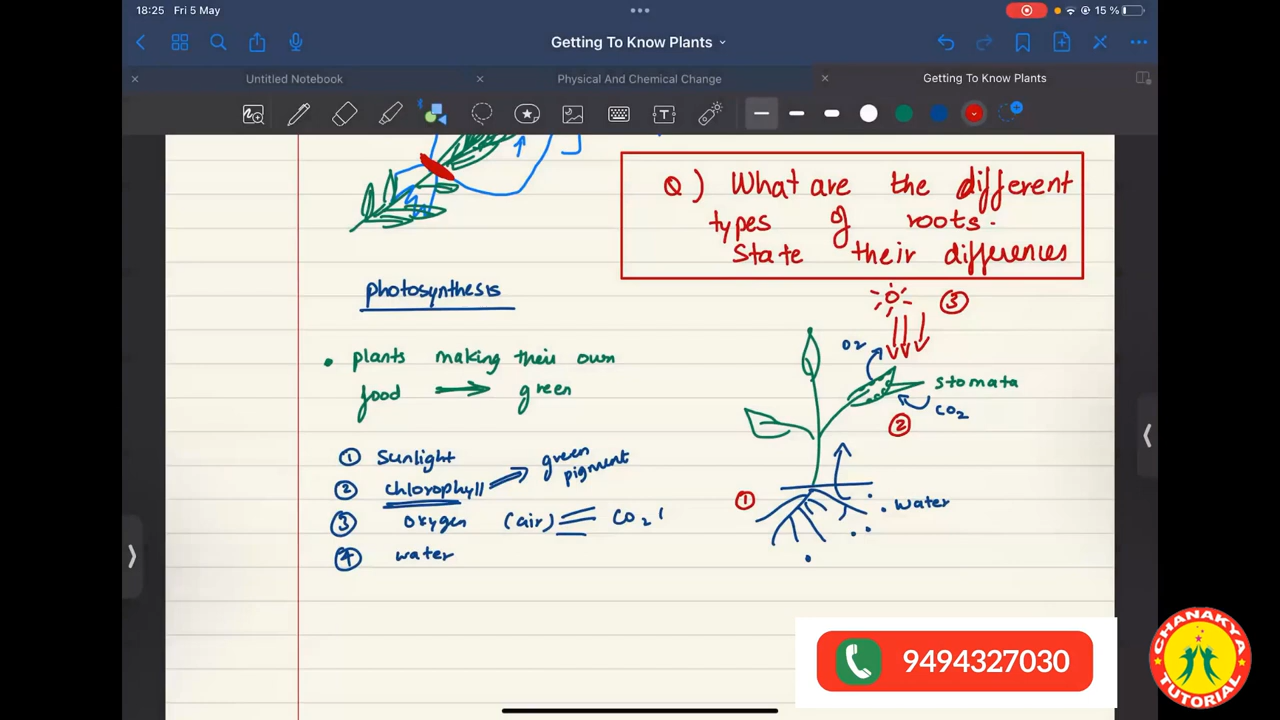 18:25 Fri 5 May
15 %
Getting To Know Plants
Untitled Notebook
Physical And Chemical Change
Getting To Know Plants
Q) What are the different
types of roots.
State their differences
photosynthesis
• plants making their own
food → green
① Sunlight
② chlorophyll → green pigment
③ oxygen (air) = CO2
④ water
③
O2
stomata
CO2
②
①
water
9494327030
CHANAKYA
TUTORIAL